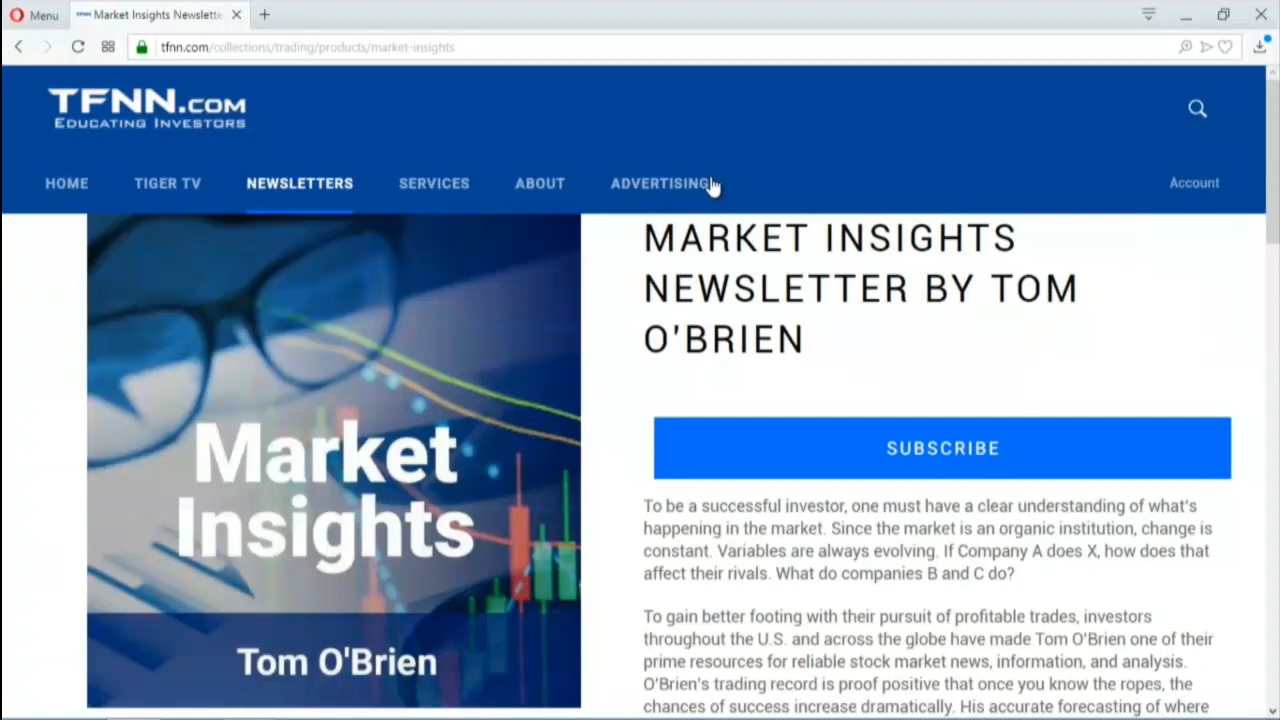 Menu
TFNN Market Insights Newslette
tfnn.com/collections/trading/products/market-insights
TFNN.COM
EDUCATING INVESTORS
HOME TIGER TV NEWSLETTERS SERVICES ABOUT ADVERTISING Account
MARKET INSIGHTS
NEWSLETTER BY TOM
O'BRIEN
Market
Insights
Tom O'Brien
SUBSCRIBE
To be a successful investor, one must have a clear understanding of what's
happening in the market. Since the market is an organic institution, change is
constant. Variables are always evolving. If Company A does X, how does that
affect their rivals. What do companies B and C do?
To gain better footing with their pursuit of profitable trades, investors
throughout the U.S. and across the globe have made Tom O'Brien one of their
prime resources for reliable stock market news, information, and analysis.
O'Brien's trading record is proof positive that once you know the ropes, the
chances of success increase dramatically. His accurate forecasting of where